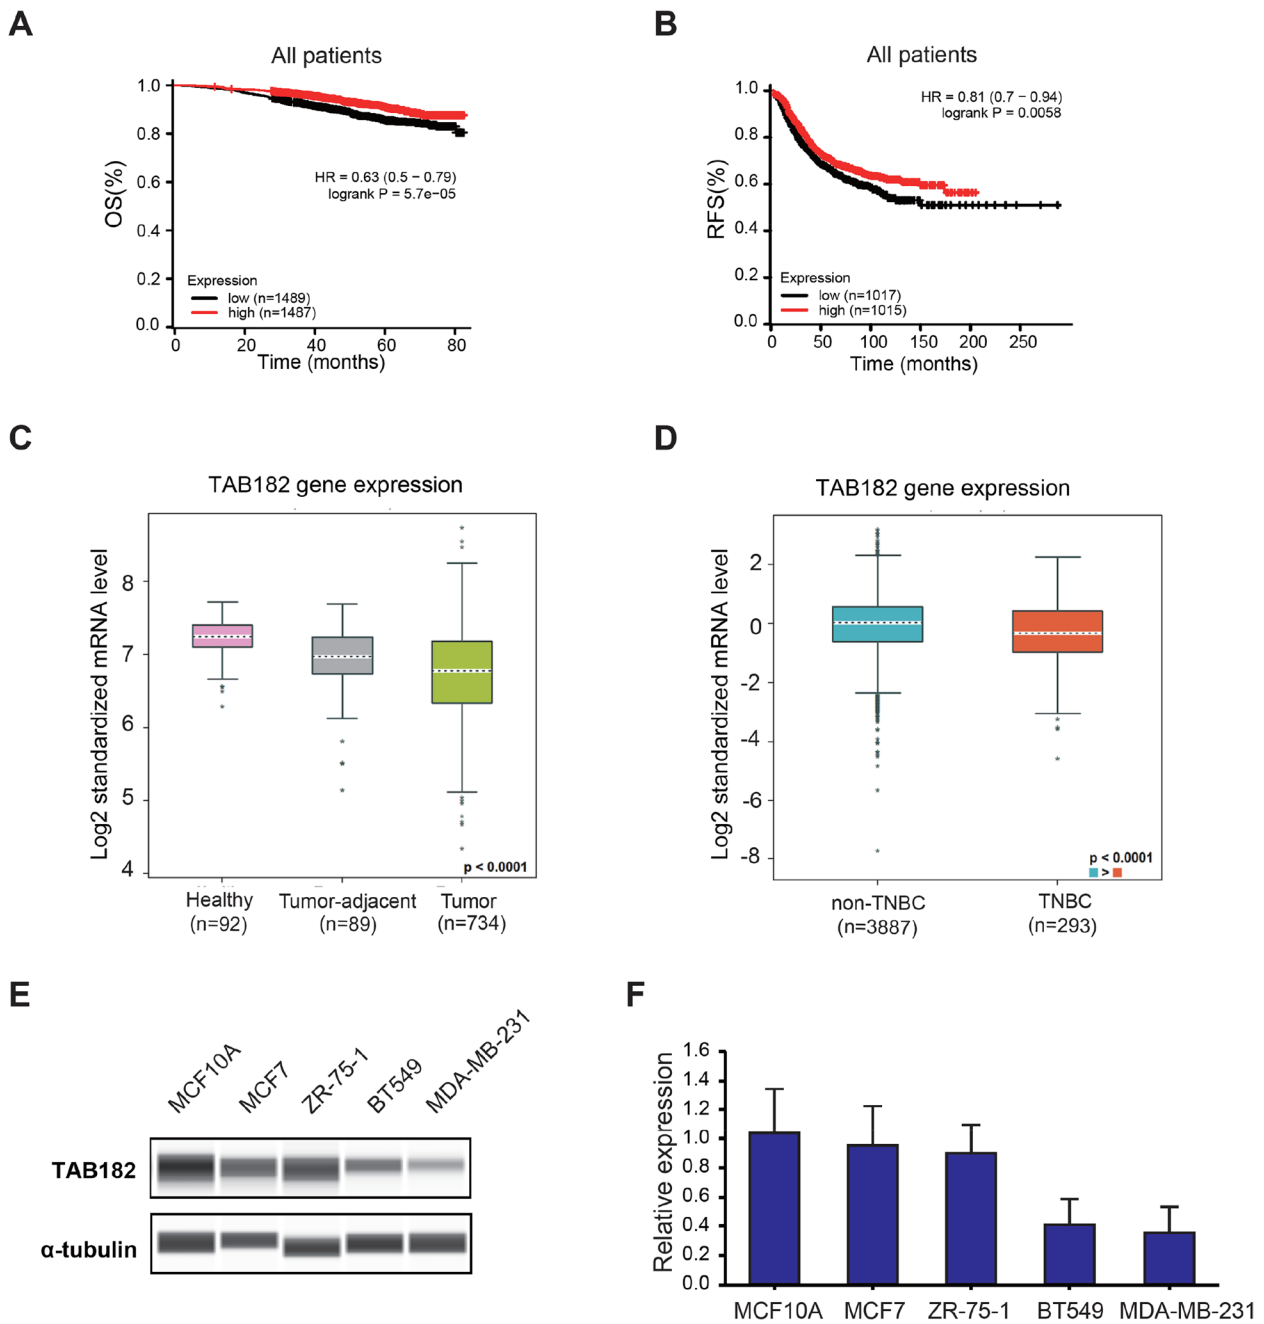 A
All patients
1.0
0.8
0.6
0.4
0.2
0.0
OS(%)
HR = 0.63 (0.5 − 0.79)
logrank P = 5.7e−05
Expression
low (n=1489)
high (n=1487)
0 20 40 60 80
Time (months)
B
All patients
1.0
0.8
0.6
0.4
0.2
0.0
RFS(%)
HR = 0.81 (0.7 − 0.94)
logrank P = 0.0058
Expression
low (n=1017)
high (n=1015)
0 50 100 150 200 250
Time (months)
C
TAB182 gene expression
Log2 standardized mRNA level
8
7
6
5
4
p < 0.0001
Healthy Tumor-adjacent Tumor
(n=92) (n=89) (n=734)
D
TAB182 gene expression
Log2 standardized mRNA level
2
0
-2
-4
-6
-8
p < 0.0001
>
non-TNBC TNBC
(n=3887) (n=293)
E
MCF10A MCF7 ZR-75-1 BT549 MDA-MB-231
TAB182
α-tubulin
F
Relative expression
1.6
1.4
1.2
1.0
0.8
0.6
0.4
0.2
0.0
MCF10A MCF7 ZR-75-1 BT549 MDA-MB-231